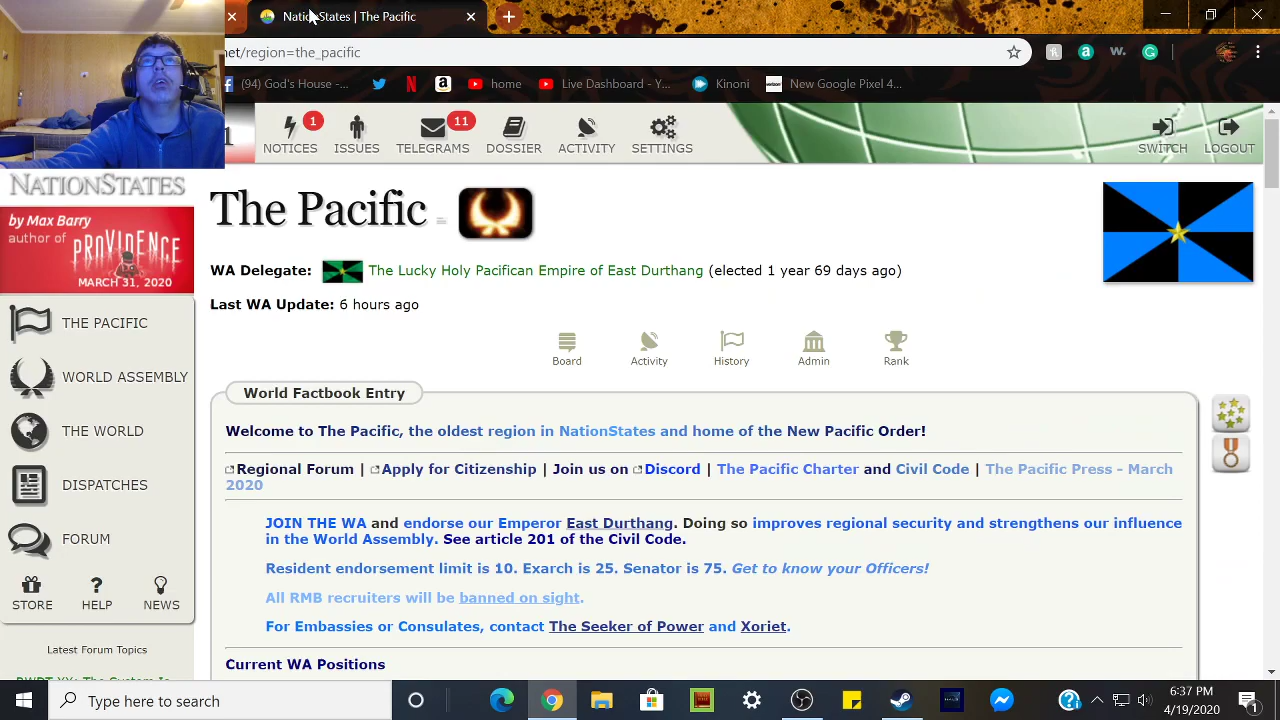 NationStates | The Pacific
net/region=the_pacific
(94) God's House -...
home
Live Dashboard - Y...
Kinoni
New Google Pixel 4...
1
NOTICES
1
ISSUES
TELEGRAMS
11
DOSSIER
ACTIVITY
SETTINGS
SWITCH
LOGOUT
NATIONSTATES
by Max Barry
author of
PROVIDENCE
MARCH 31, 2020
THE PACIFIC
WORLD ASSEMBLY
THE WORLD
DISPATCHES
FORUM
STORE
HELP
NEWS
Latest Forum Topics
The Pacific
WA Delegate: The Lucky Holy Pacifican Empire of East Durthang (elected 1 year 69 days ago)
Last WA Update: 6 hours ago
Board
Activity
History
Admin
Rank
World Factbook Entry
Welcome to The Pacific, the oldest region in NationStates and home of the New Pacific Order!
Regional Forum | Apply for Citizenship | Join us on Discord | The Pacific Charter and Civil Code | The Pacific Press - March
2020
JOIN THE WA and endorse our Emperor East Durthang. Doing so improves regional security and strengthens our influence
in the World Assembly. See article 201 of the Civil Code.
Resident endorsement limit is 10. Exarch is 25. Senator is 75. Get to know your Officers!
All RMB recruiters will be banned on sight.
For Embassies or Consulates, contact The Seeker of Power and Xoriet.
Current WA Positions
Type here to search
6:37 PM
4/19/2020
1